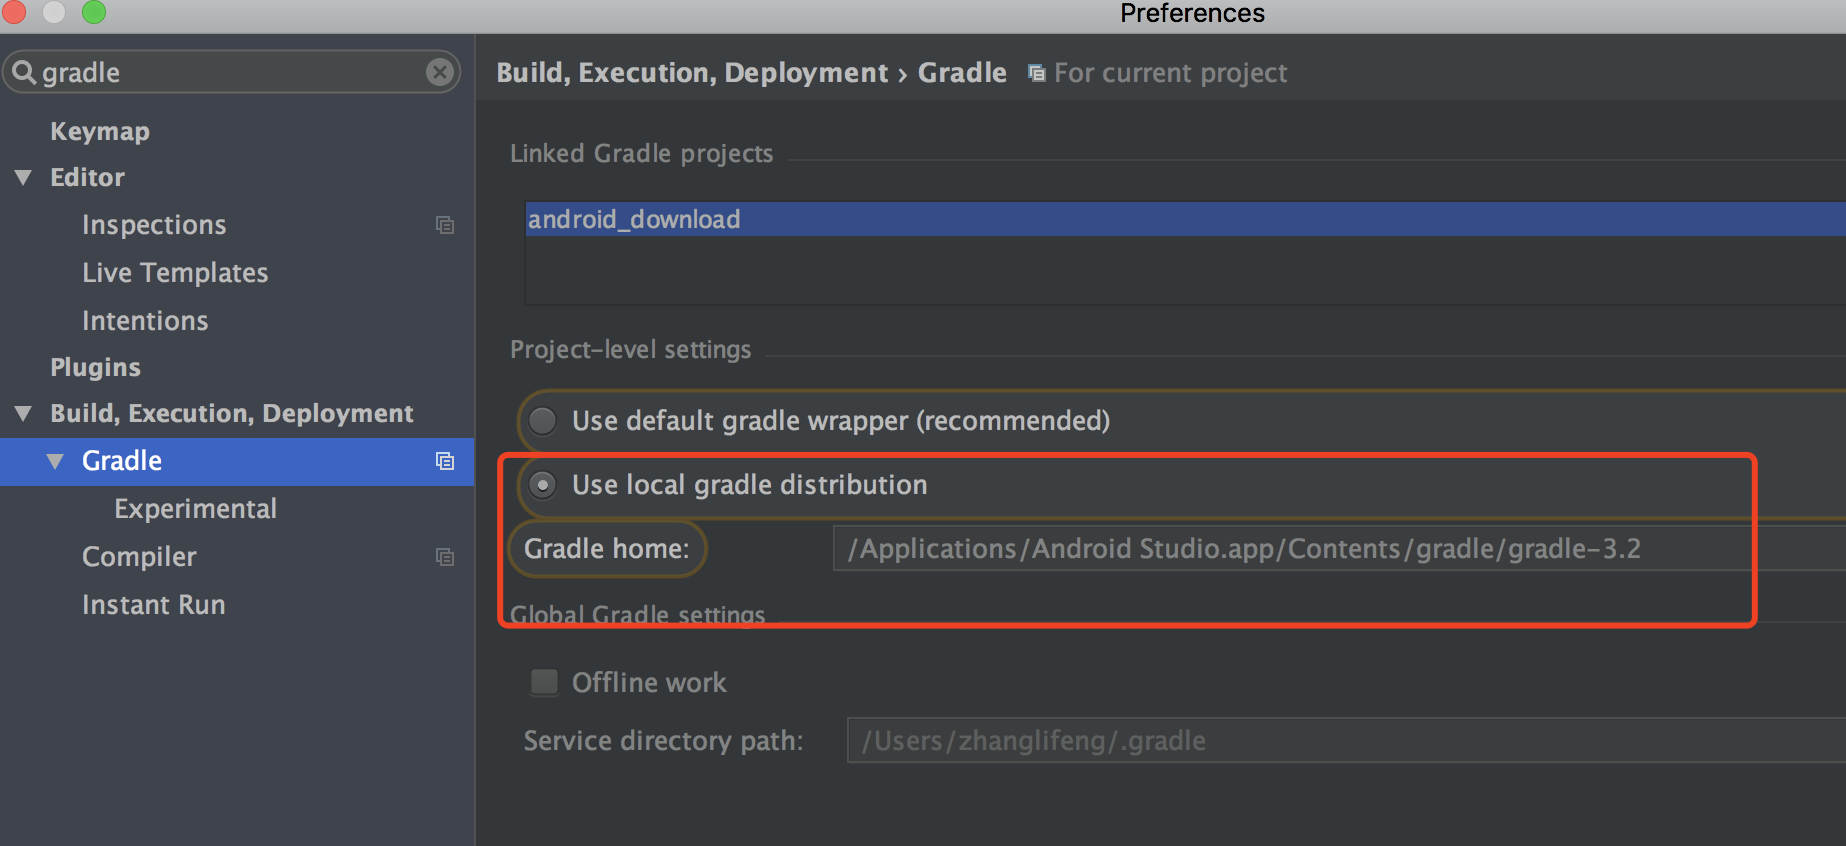 Preferences
gradle
Keymap
Editor
Inspections
Live Templates
Intentions
Plugins
Build, Execution, Deployment
Gradle
Experimental
Compiler
Instant Run
Build, Execution, Deployment › Gradle For current project
Linked Gradle projects
android_download
Project-level settings
Use default gradle wrapper (recommended)
Use local gradle distribution
Gradle home: /Applications/Android Studio.app/Contents/gradle/gradle-3.2
Global Gradle settings
Offline work
Service directory path: /Users/zhanglifeng/.gradle